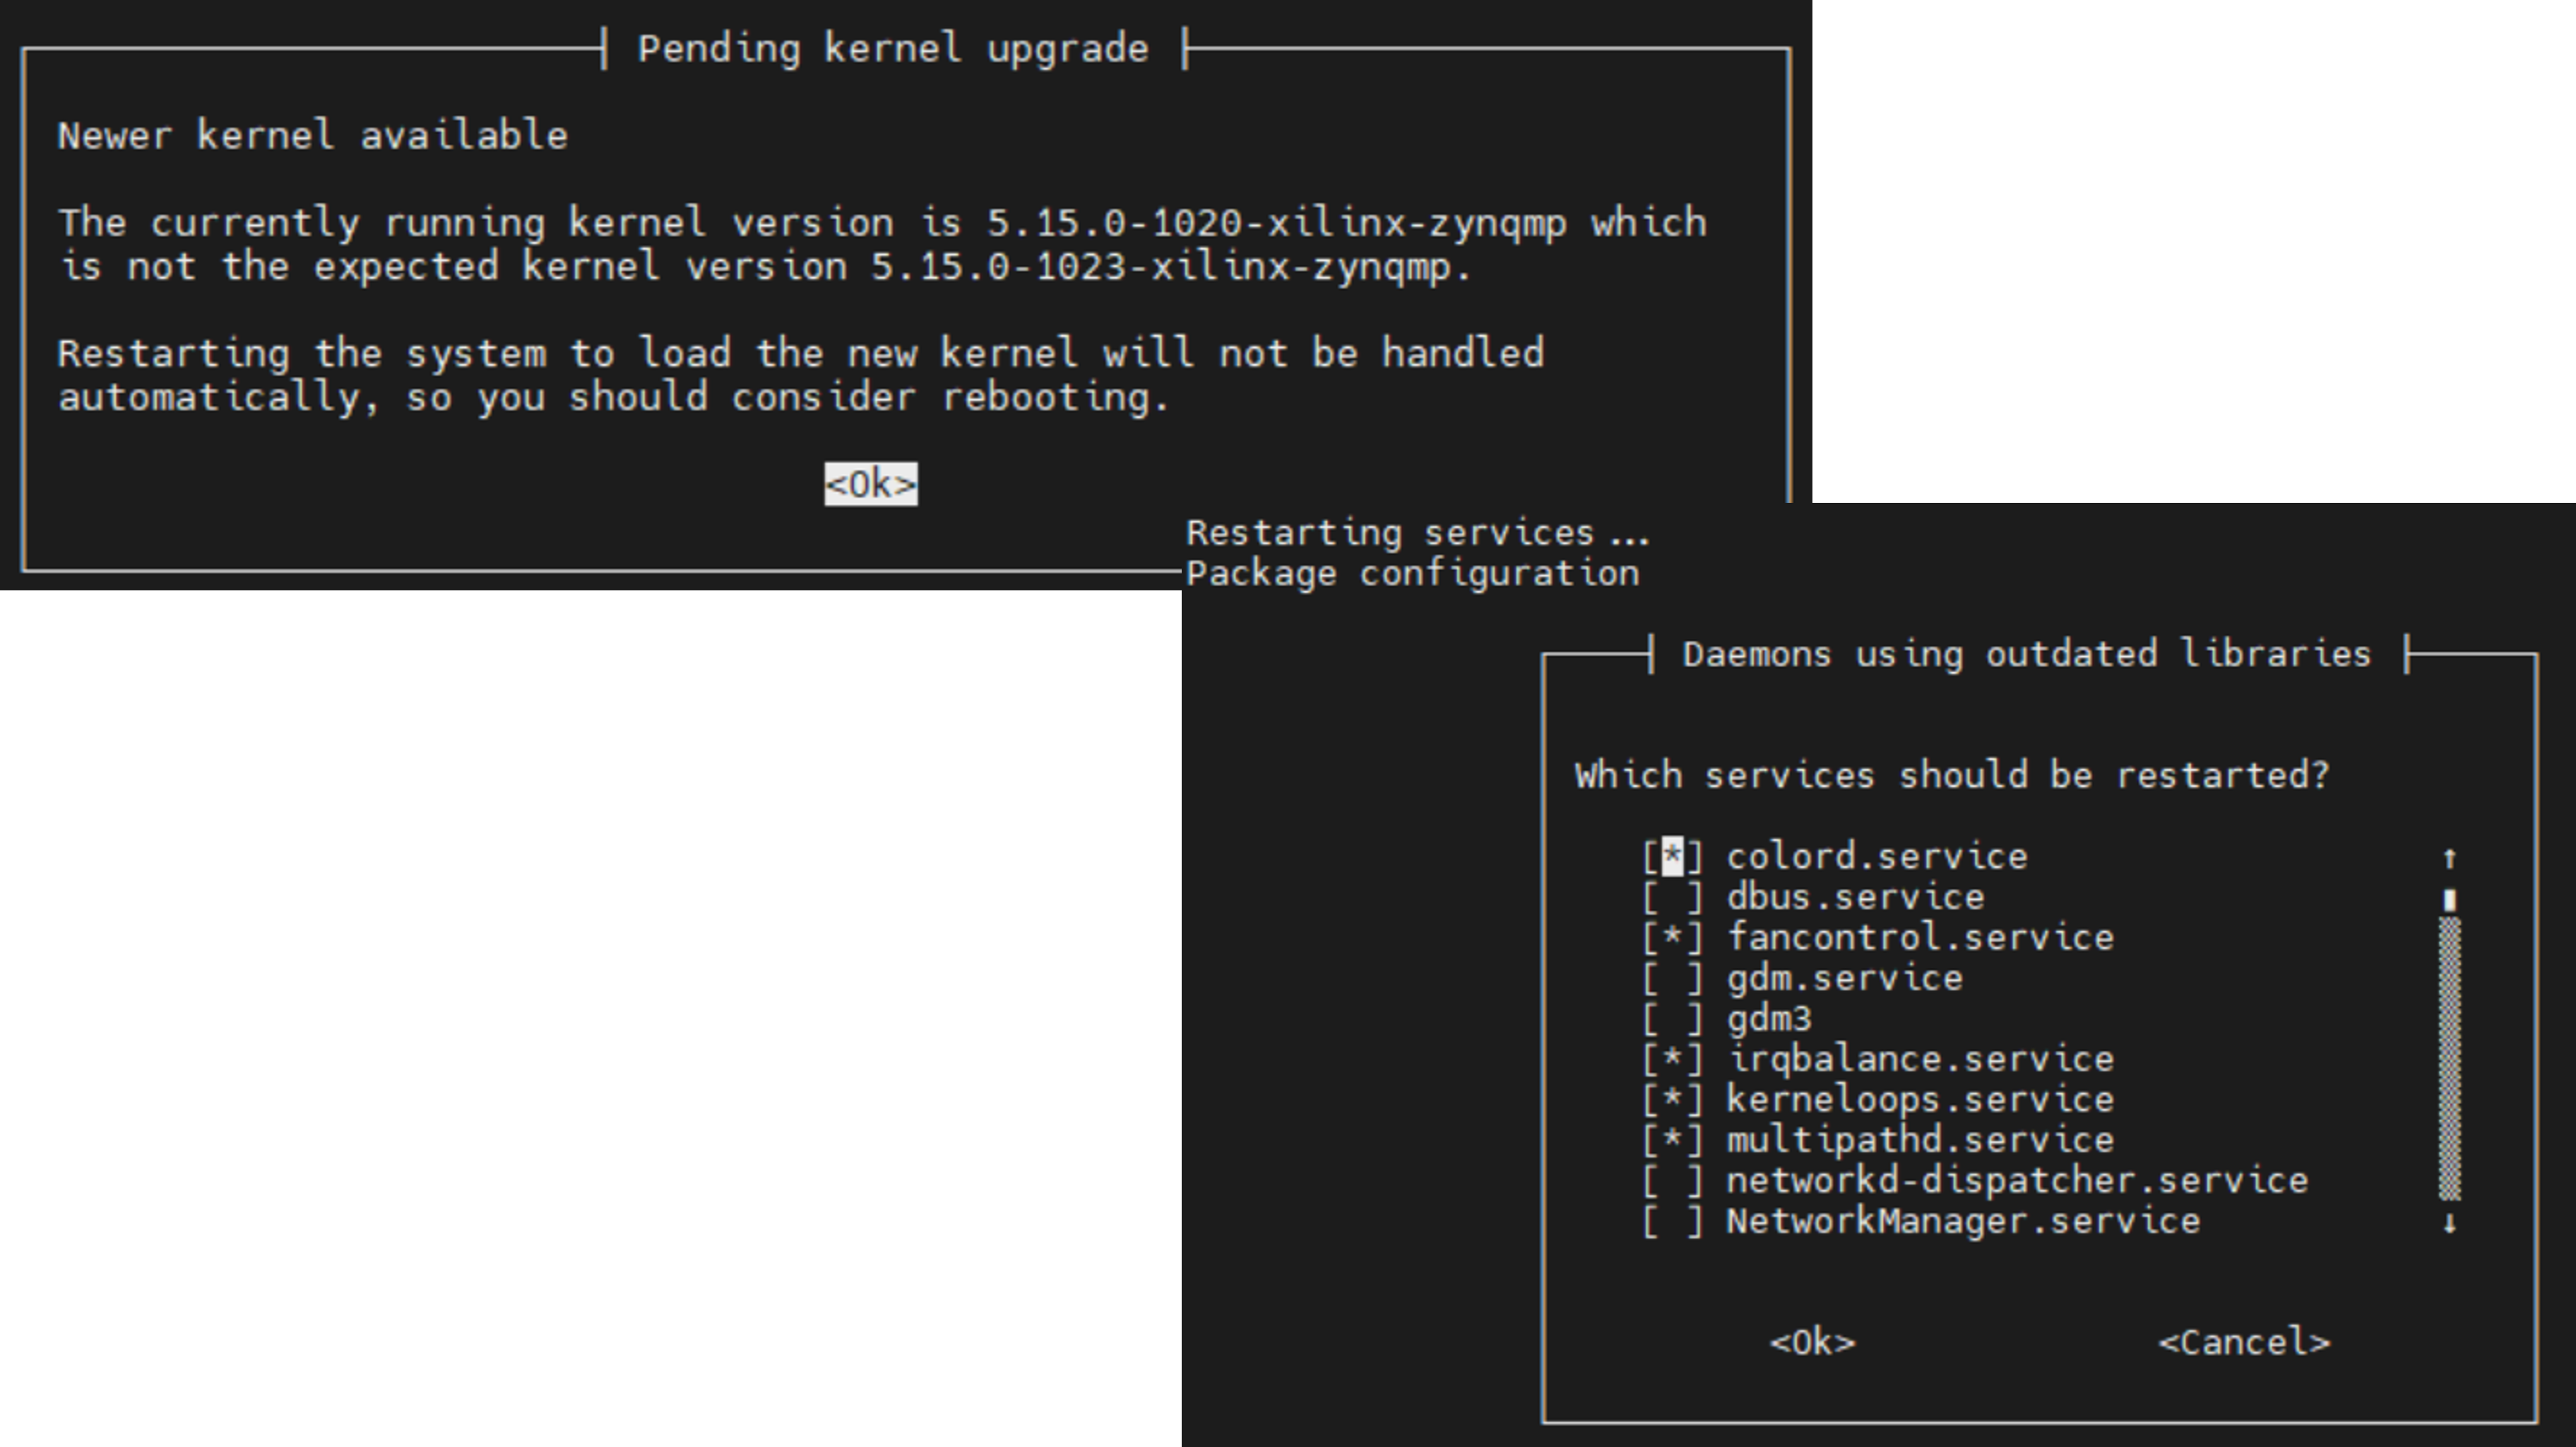 Pending kernel upgrade
Newer kernel available
The currently running kernel version is 5.15.0-1020-xilinx-zynqmp which
is not the expected kernel version 5.15.0-1023-xilinx-zynqmp.
Restarting the system to load the new kernel will not be handled
automatically, so you should consider rebooting.
<Ok>
Restarting services...
Package configuration
Daemons using outdated libraries
Which services should be restarted?
[*] colord.service
[ ] dbus.service
[*] fancontrol.service
[ ] gdm.service
[ ] gdm3
[*] irqbalance.service
[*] kerneloops.service
[*] multipathd.service
[ ] networkd-dispatcher.service
[ ] NetworkManager.service
<Ok> <Cancel>